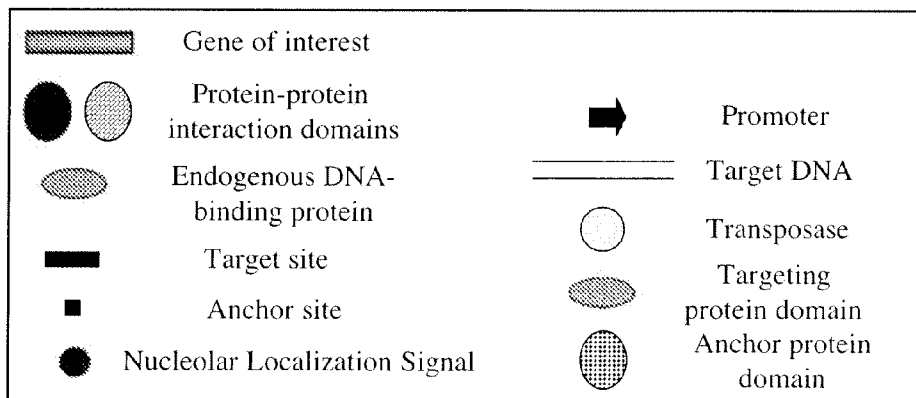 Gene of interest
Protein-protein
interaction domains
Endogenous DNA-
binding protein
Target site
Anchor site
Nucleolar Localization Signal
Promoter
Target DNA
Transposase
Targeting
protein domain
Anchor protein
domain